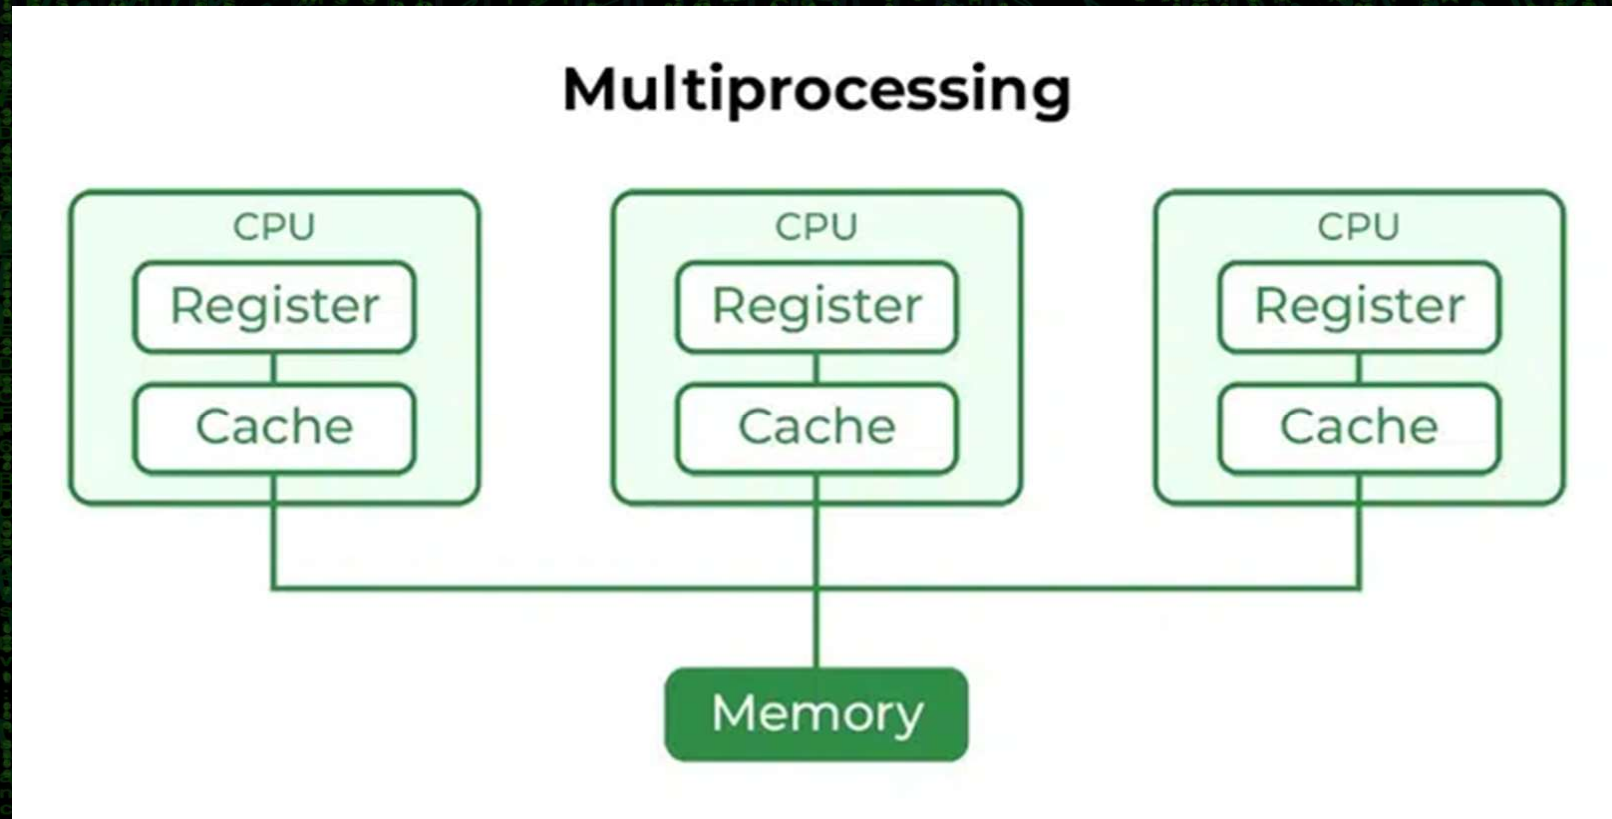 Multiprocessing
CPU
Register
Cache
CPU
Register
Cache
CPU
Register
Cache
Memory